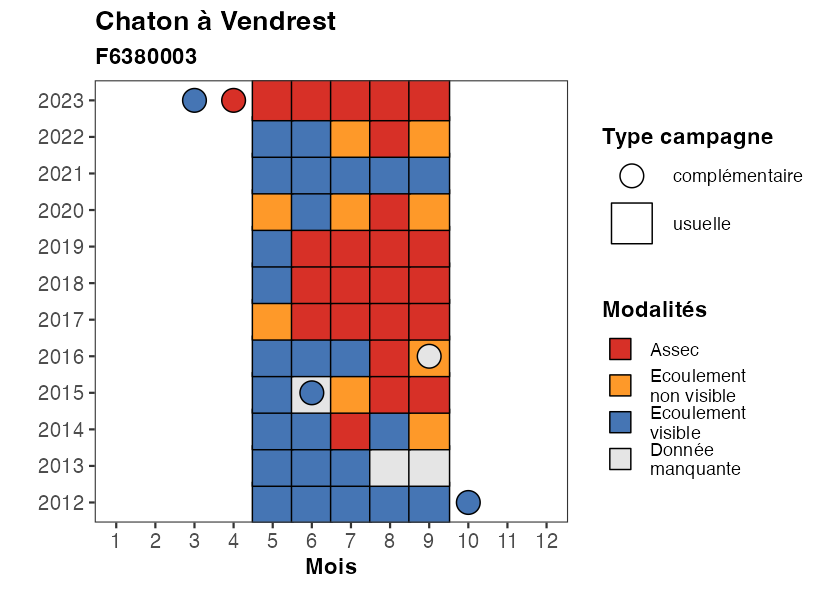 Chaton à Vendrest
F6380003
2023
2022
2021
2020
2019
2018
2017
2016
2015
2014
2013
2012
1 2 3 4 5 6 7 8 9 10 11 12
Mois
Type campagne
complémentaire
usuelle
Modalités
Assec
Ecoulement
non visible
Ecoulement
visible
Donnée
manquante